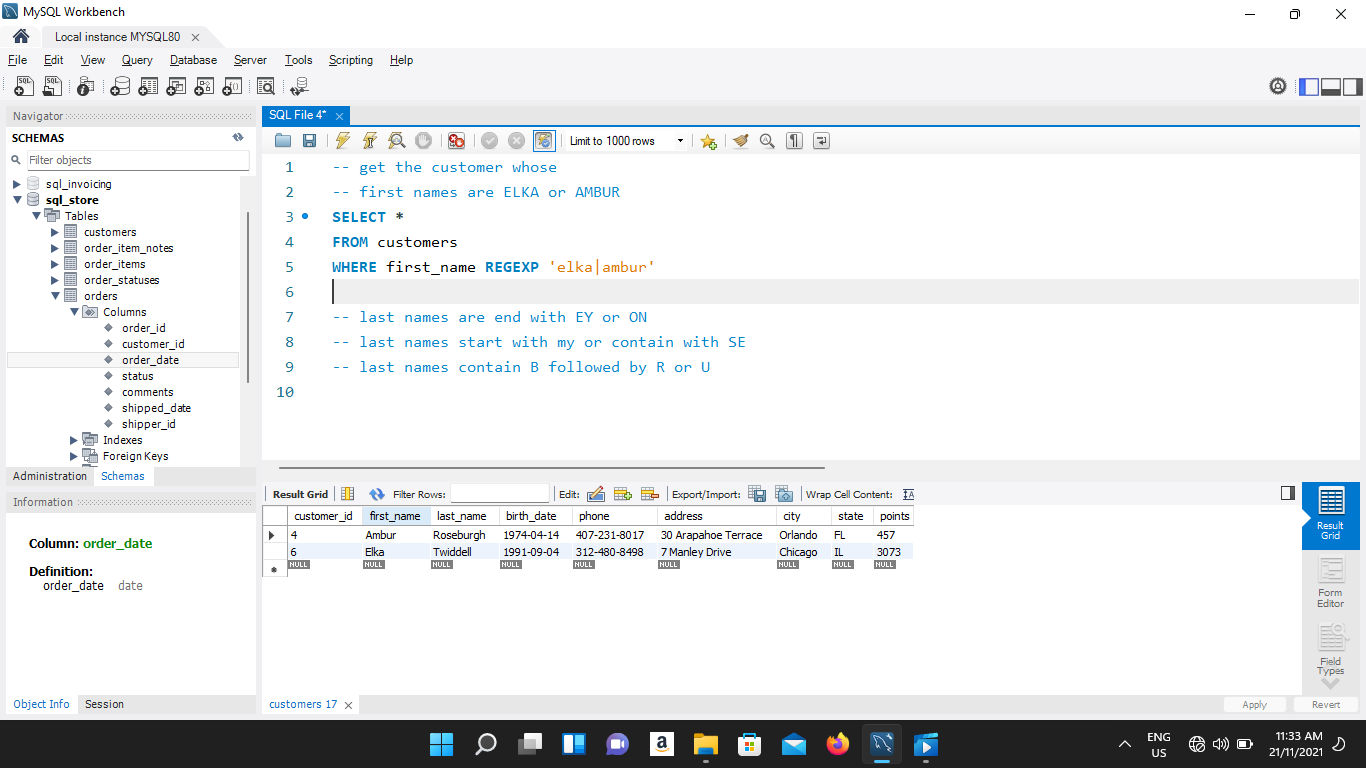 MySQL Workbench
Local instance MYSQL80
File Edit View Query Database Server Tools Scripting Help
Navigator
SCHEMAS
Filter objects
sql_invoicing
sql_store
Tables
customers
order_item_notes
order_items
order_statuses
orders
Columns
order_id
customer_id
order_date
status
comments
shipped_date
shipper_id
Indexes
Foreign Keys
Administration Schemas
Information
Column: order_date
Definition:
order_date date
Object Info Session
SQL File 4*
Limit to 1000 rows
1 -- get the customer whose
2 -- first names are ELKA or AMBUR
3 SELECT *
4 FROM customers
5 WHERE first_name REGEXP 'elka|ambur'
6
7 -- last names are end with EY or ON
8 -- last names start with my or contain with SE
9 -- last names contain B followed by R or U
10
Result Grid Filter Rows: Edit: Export/Import: Wrap Cell Content:
customer_id first_name last_name birth_date phone address city state points
4 Ambur Roseburgh 1974-04-14 407-231-8017 30 Arapahoe Terrace Orlando FL 457
6 Elka Twiddell 1991-09-04 312-480-8498 7 Manley Drive Chicago IL 3073
NULL NULL NULL NULL NULL NULL NULL NULL NULL
Result
Grid
Form
Editor
Field
Types
customers 17
Apply Revert
ENG
US
11:33 AM
21/11/2021